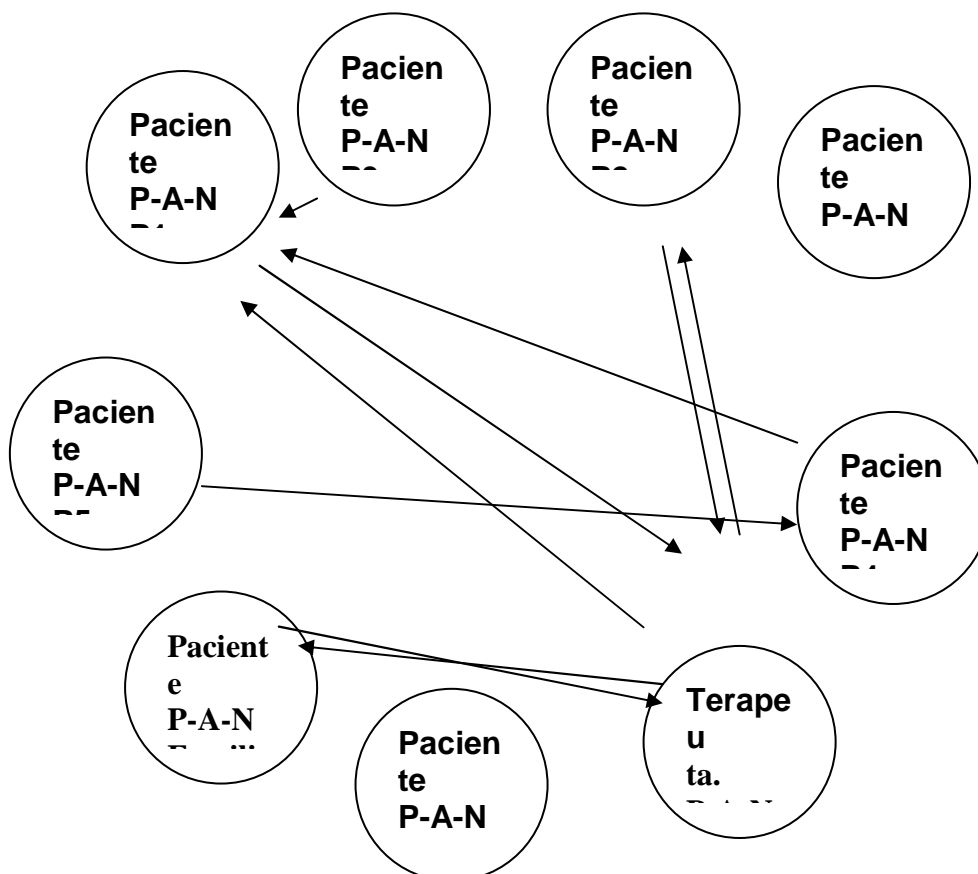 Pacien
te
P-A-N
Pacien
te
P-A-N
Pacien
te
P-A-N
Pacien
te
P-A-N
Pacien
te
P-A-N
Pacien
te
P-A-N
Pacient
e
P-A-N
Pacien
te
P-A-N
Terape
u
ta.
P-A-N